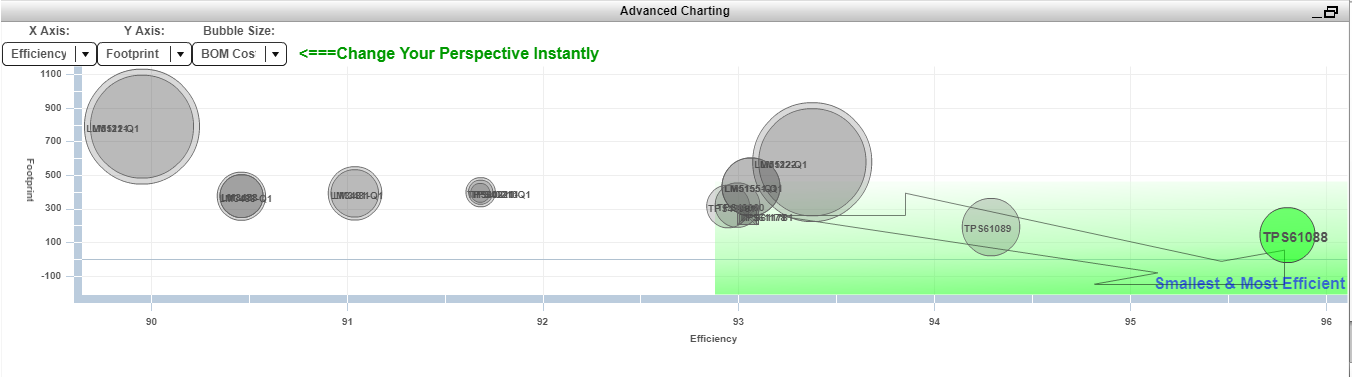 Advanced Charting
X Axis: Y Axis: Bubble Size:
Efficiency Footprint BOM Cos <===Change Your Perspective Instantly
1100
900
700
500
300
100
-100
Footprint
TPS61089
TPS61088
Smallest & Most Efficient
90 91 92 93 94 95 96
Efficiency